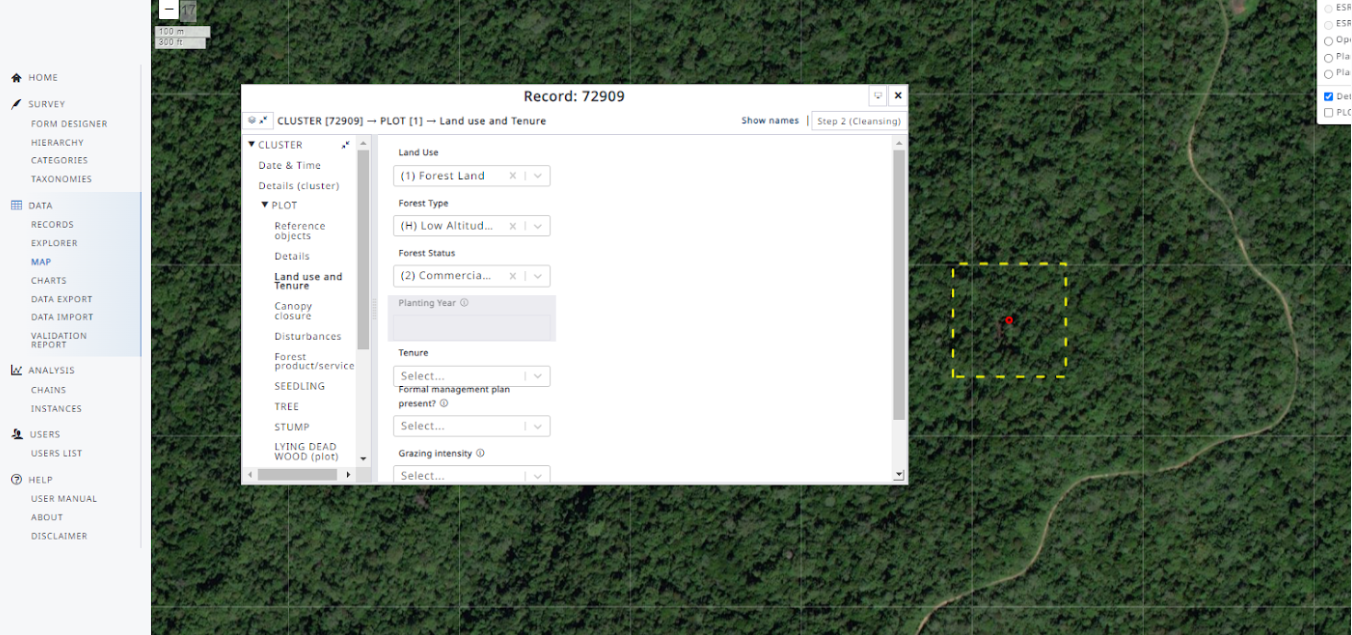 17
100 m
300 ft
HOME
SURVEY
FORM DESIGNER
HIERARCHY
CATEGORIES
TAXONOMIES
DATA
RECORDS
EXPLORER
MAP
CHARTS
DATA EXPORT
DATA IMPORT
VALIDATION
REPORT
ANALYSIS
CHAINS
INSTANCES
USERS
USERS LIST
HELP
USER MANUAL
ABOUT
DISCLAIMER
Record: 72909
CLUSTER [72909] → PLOT [1] → Land use and Tenure
Show names
Step 2 (Cleansing)
CLUSTER
Date & Time
Details (cluster)
PLOT
Reference
objects
Details
Land use and
Tenure
Canopy
closure
Disturbances
Forest
product/service
SEEDLING
TREE
STUMP
LYING DEAD
WOOD (plot)
Land Use
(1) Forest Land
Forest Type
(H) Low Altitud...
Forest Status
(2) Commercia...
Planting Year
Tenure
Select...
Formal management plan
present?
Select...
Grazing intensity
Select...
ESR
ESR
Ope
Pla
Pla
Det
PLO